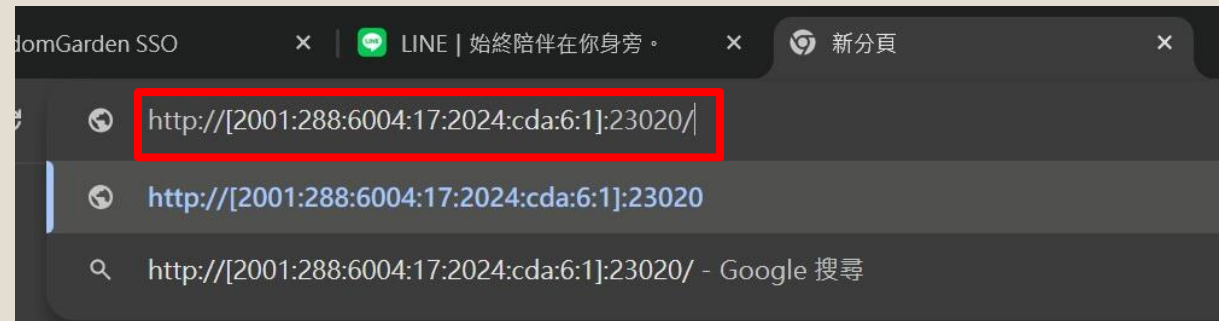 domGarden SSO LINE | 始終陪伴在你身旁。 新分頁
http://[2001:288:6004:17:2024:cda:6:1]:23020/
http://[2001:288:6004:17:2024:cda:6:1]:23020
http://[2001:288:6004:17:2024:cda:6:1]:23020/ - Google 搜尋